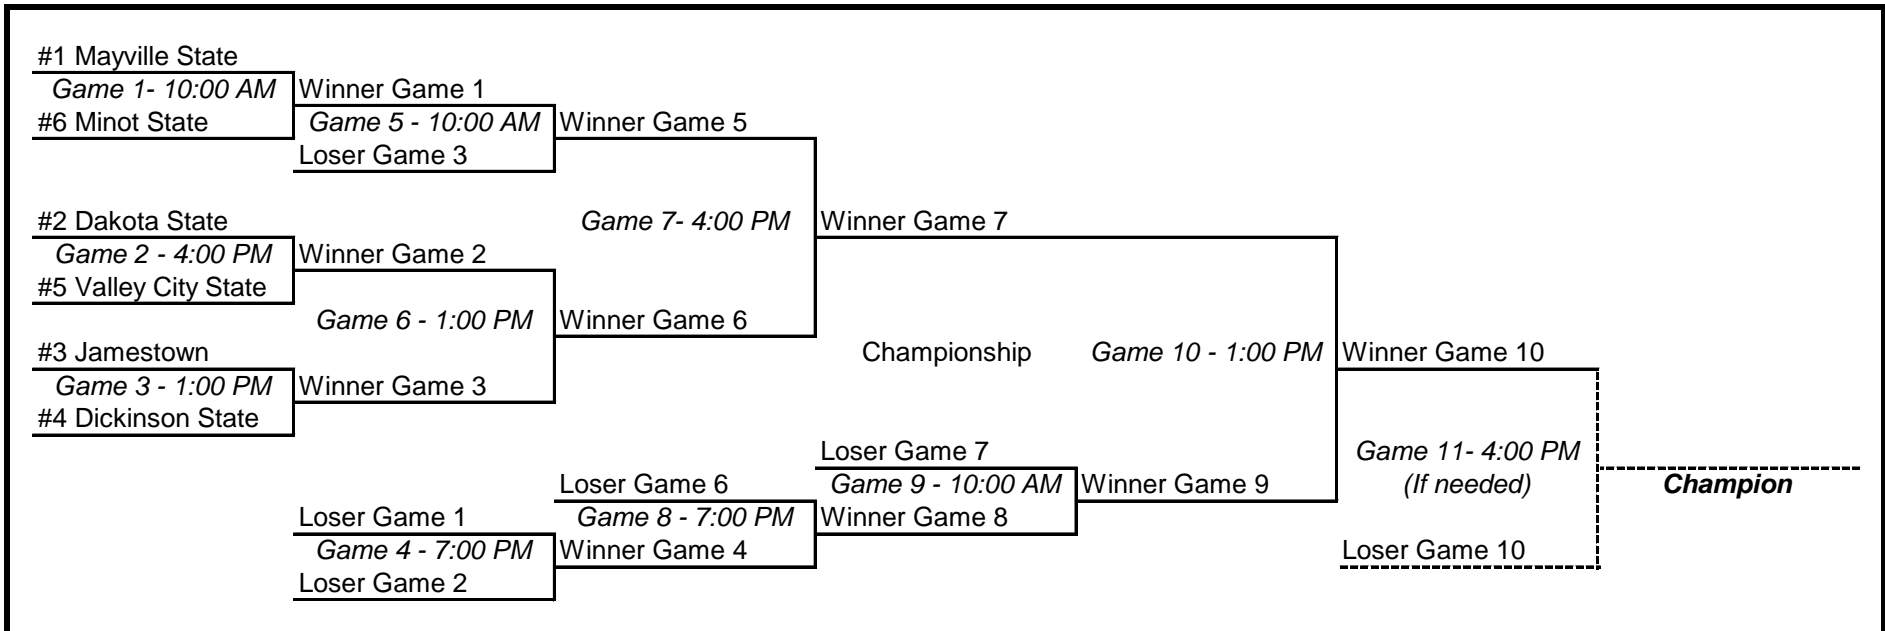 #1 Mayville State
Game 1- 10:00 AM Winner Game 1
#6 Minot State Game 5 - 10:00 AM Winner Game 5
Loser Game 3
#2 Dakota State Game 7- 4:00 PM Winner Game 7
Game 2 - 4:00 PM Winner Game 2
#5 Valley City State
Game 6 - 1:00 PM Winner Game 6
#3 Jamestown Championship Game 10 - 1:00 PM Winner Game 10
Game 3 - 1:00 PM Winner Game 3
#4 Dickinson State
Loser Game 7 Game 11- 4:00 PM
Loser Game 6 Game 9 - 10:00 AM Winner Game 9 (If needed) Champion
Loser Game 1 Game 8 - 7:00 PM Winner Game 8
Game 4 - 7:00 PM Winner Game 4 Loser Game 10
Loser Game 2